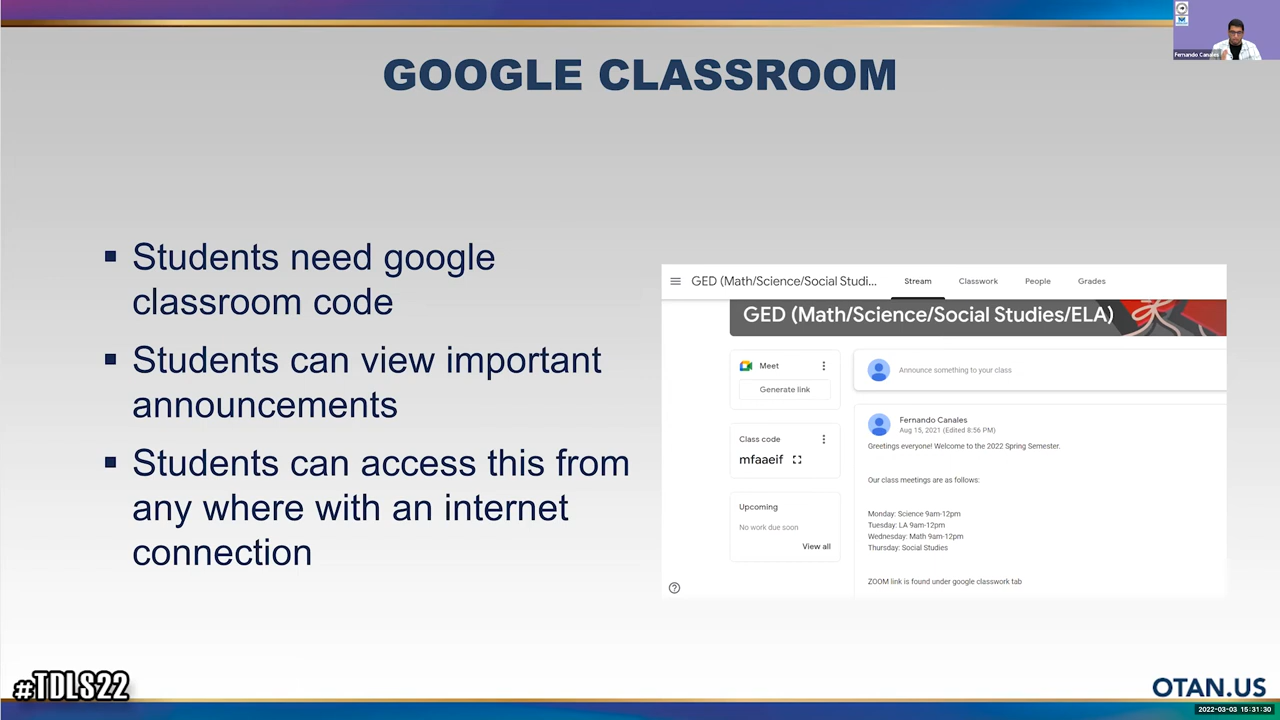 GOOGLE CLASSROOM
Fernando Canales
▪ Students need google
classroom code
▪ Students can view important
announcements
▪ Students can access this from
any where with an internet
connection
GED (Math/Science/Social Studi...
Stream
Classwork
People
Grades
GED (Math/Science/Social Studies/ELA)
Meet
Generate link
Class code
mfaaeif
Upcoming
No work due soon
View all
Announce something to your class
Fernando Canales
Aug 15, 2021 (Edited 8:56 PM)
Greetings everyone! Welcome to the 2022 Spring Semester.
Our class meetings are as follows:
Monday: Science 9am-12pm
Tuesday: LA 9am-12pm
Wednesday: Math 9am-12pm
Thursday: Social Studies
ZOOM link is found under google classwork tab
#TDLS22
OTAN.US
2022-03-03 15:31:30